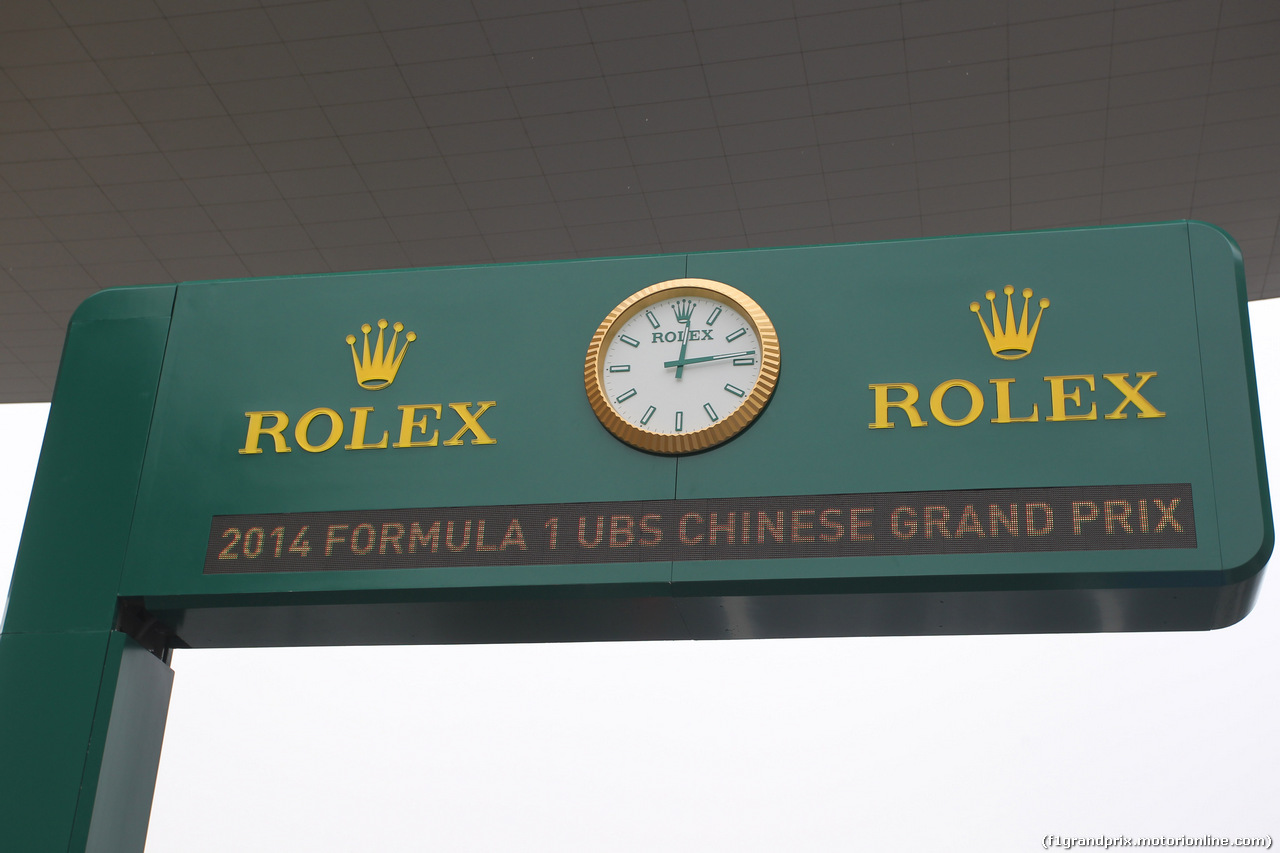 ROLEX
ROLEX
ROLEX
2014 FORMULA 1 UBS CHINESE GRAND PRIX
(f1grandprix.motorionline.com)